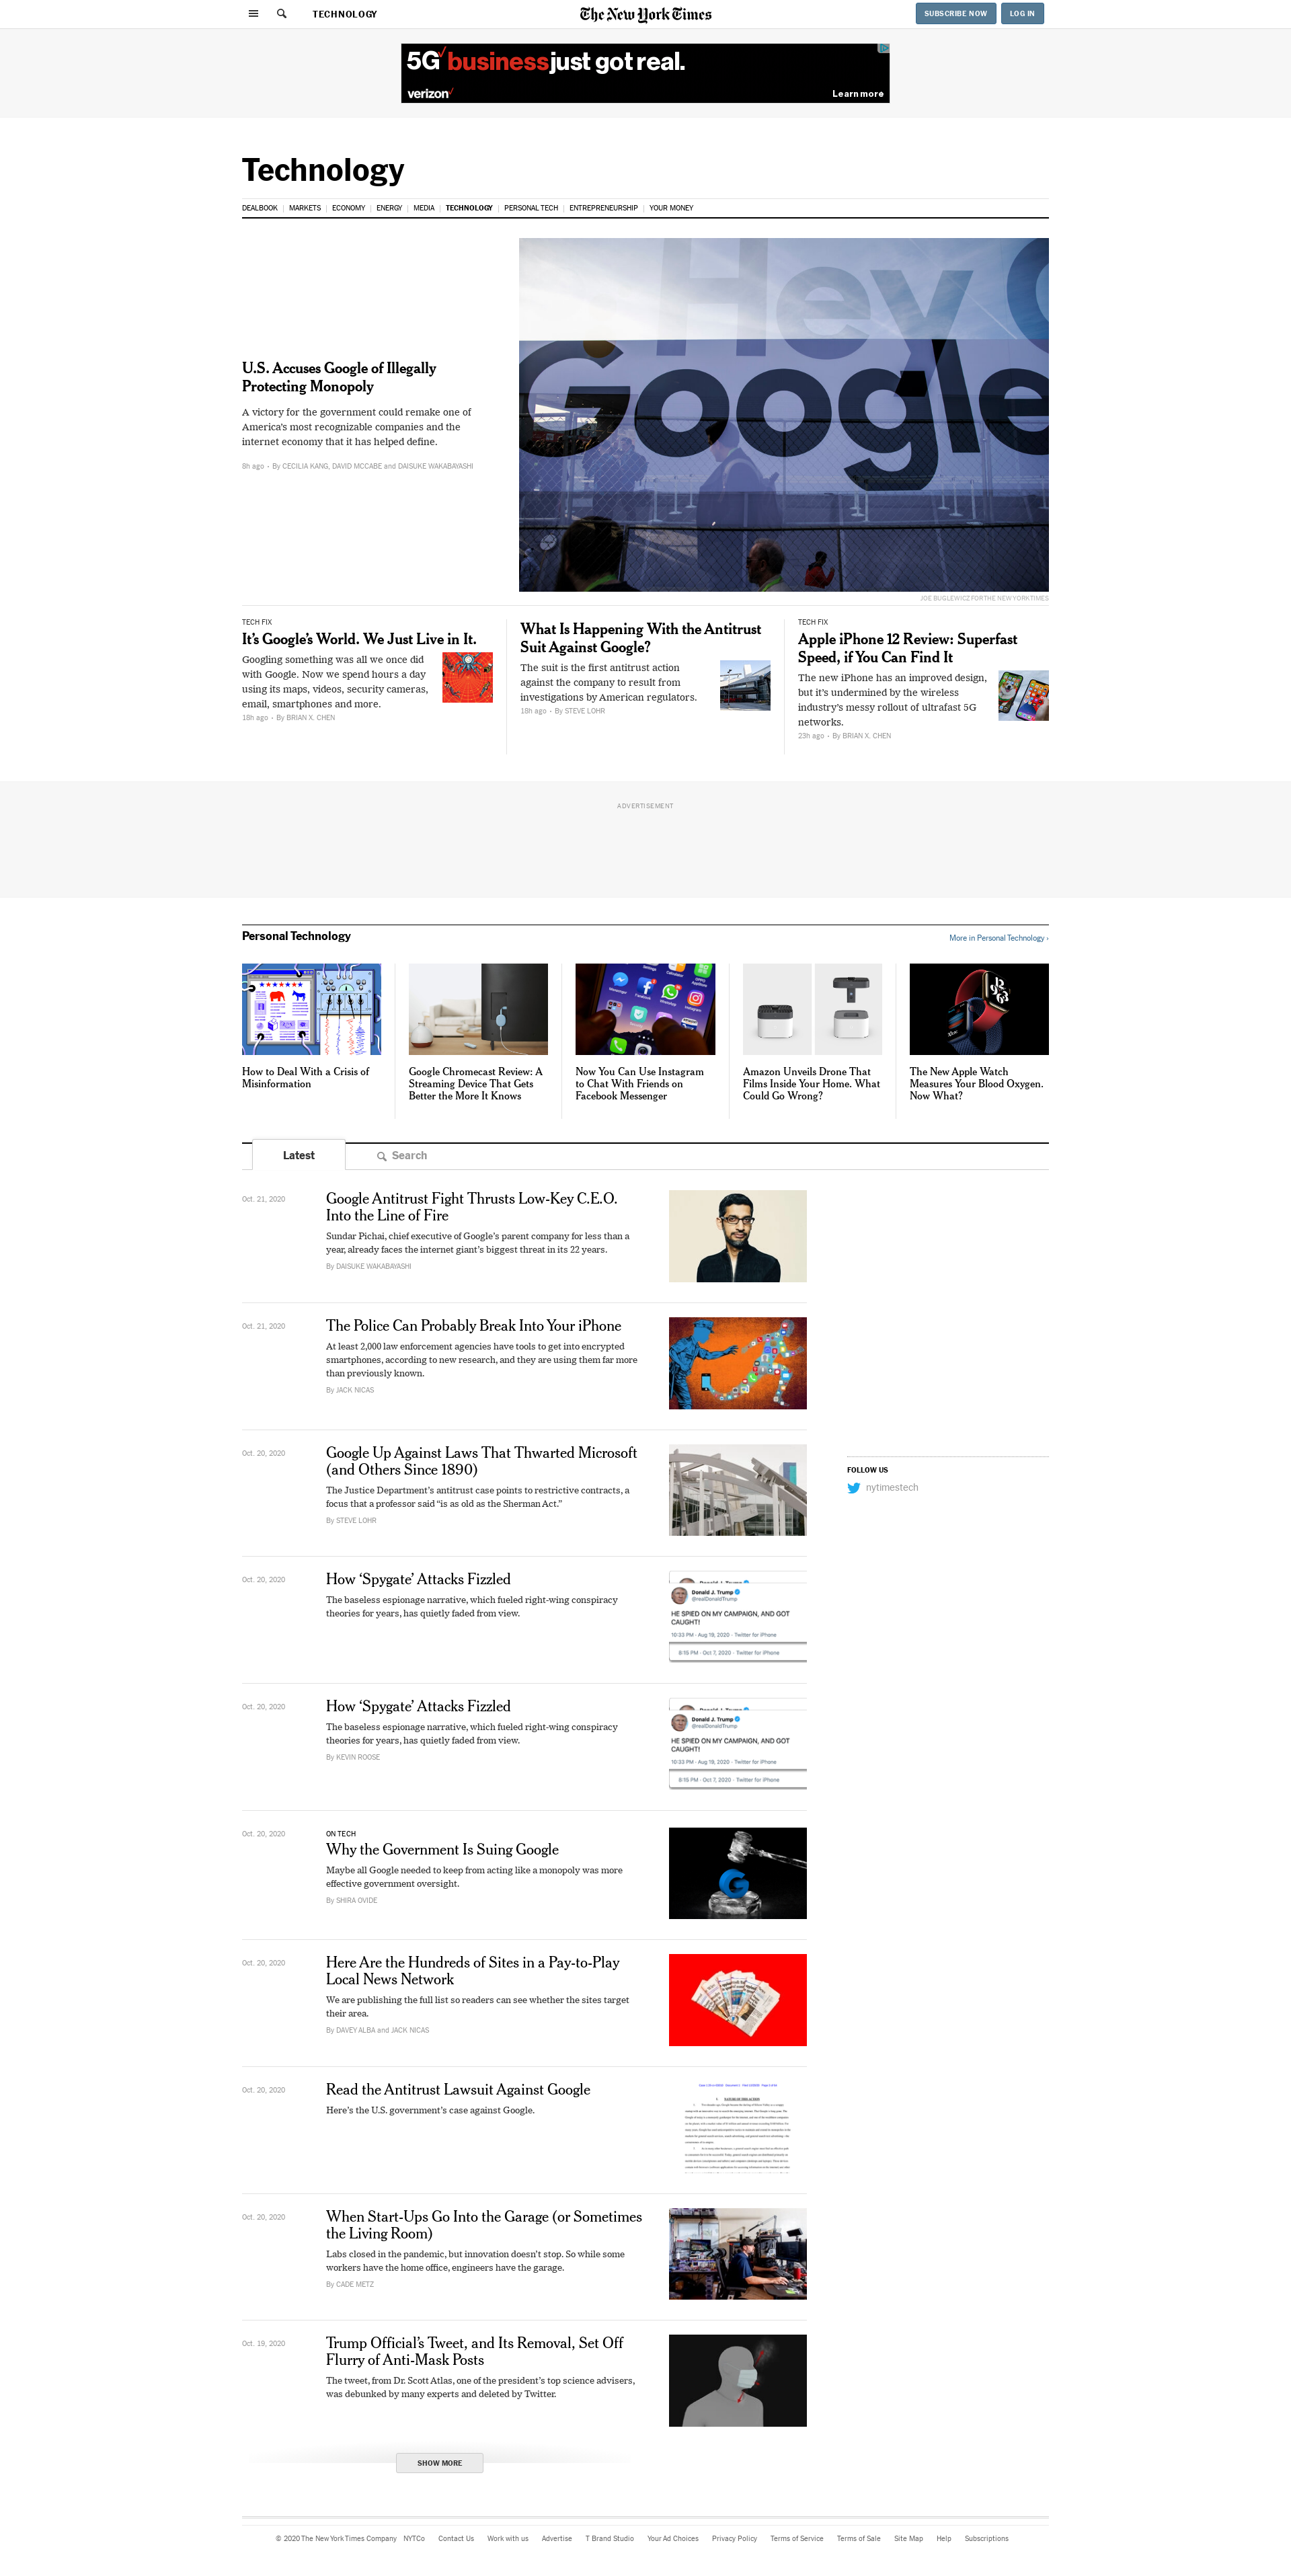 TECHNOLOGY
The New York Times
SUBSCRIBE NOW
LOG IN
5G business just got real.
verizon
Learn more
Technology
DEALBOOK
MARKETS
ECONOMY
ENERGY
MEDIA
TECHNOLOGY
PERSONAL TECH
ENTREPRENEURSHIP
YOUR MONEY
Hey G
Google
U.S. Accuses Google of Illegally
Protecting Monopoly
A victory for the government could remake one of
America's most recognizable companies and the
internet economy that it has helped define.
8h ago • By CECILIA KANG, DAVID MCCABE and DAISUKE WAKABAYASHI
JOE BUGLEWICZ FOR THE NEW YORK TIMES
TECH FIX
It's Google's World. We Just Live in It.
Googling something was all we once did
with Google. Now we spend hours a day
using its maps, videos, security cameras,
email, smartphones and more.
18h ago • By BRIAN X. CHEN
What Is Happening With the Antitrust
Suit Against Google?
The suit is the first antitrust action
against the company to result from
investigations by American regulators.
18h ago • By STEVE LOHR
TECH FIX
Apple iPhone 12 Review: Superfast
Speed, if You Can Find It
The new iPhone has an improved design,
but it's undermined by the wireless
industry's messy rollout of ultrafast 5G
networks.
23h ago • By BRIAN X. CHEN
ADVERTISEMENT
Personal Technology
More in Personal Technology ›
How to Deal With a Crisis of
Misinformation
Google Chromecast Review: A
Streaming Device That Gets
Better the More It Knows
Now You Can Use Instagram
to Chat With Friends on
Facebook Messenger
Amazon Unveils Drone That
Films Inside Your Home. What
Could Go Wrong?
The New Apple Watch
Measures Your Blood Oxygen.
Now What?
Latest
Search
Oct. 21, 2020
Google Antitrust Fight Thrusts Low-Key C.E.O.
Into the Line of Fire
Sundar Pichai, chief executive of Google's parent company for less than a
year, already faces the internet giant's biggest threat in its 22 years.
By DAISUKE WAKABAYASHI
Oct. 21, 2020
The Police Can Probably Break Into Your iPhone
At least 2,000 law enforcement agencies have tools to get into encrypted
smartphones, according to new research, and they are using them far more
than previously known.
By JACK NICAS
Oct. 20, 2020
Google Up Against Laws That Thwarted Microsoft
(and Others Since 1890)
The Justice Department's antitrust case points to restrictive contracts, a
focus that a professor said “is as old as the Sherman Act.”
By STEVE LOHR
FOLLOW US
nytimestech
Oct. 20, 2020
How ‘Spygate’ Attacks Fizzled
The baseless espionage narrative, which fueled right-wing conspiracy
theories for years, has quietly faded from view.
Donald J. Trump
@realDonaldTrump
HE SPIED ON MY CAMPAIGN, AND GOT
CAUGHT!
10:33 PM · Aug 19, 2020 · Twitter for iPhone
8:15 PM · Oct 7, 2020 · Twitter for iPhone
Oct. 20, 2020
How ‘Spygate’ Attacks Fizzled
The baseless espionage narrative, which fueled right-wing conspiracy
theories for years, has quietly faded from view.
By KEVIN ROOSE
Donald J. Trump
@realDonaldTrump
HE SPIED ON MY CAMPAIGN, AND GOT
CAUGHT!
10:33 PM · Aug 19, 2020 · Twitter for iPhone
8:15 PM · Oct 7, 2020 · Twitter for iPhone
Oct. 20, 2020
ON TECH
Why the Government Is Suing Google
Maybe all Google needed to keep from acting like a monopoly was more
effective government oversight.
By SHIRA OVIDE
Oct. 20, 2020
Here Are the Hundreds of Sites in a Pay-to-Play
Local News Network
We are publishing the full list so readers can see whether the sites target
their area.
By DAVEY ALBA and JACK NICAS
Oct. 20, 2020
Read the Antitrust Lawsuit Against Google
Here's the U.S. government's case against Google.
Oct. 20, 2020
When Start-Ups Go Into the Garage (or Sometimes
the Living Room)
Labs closed in the pandemic, but innovation doesn't stop. So while some
workers have the home office, engineers have the garage.
By CADE METZ
Oct. 19, 2020
Trump Official's Tweet, and Its Removal, Set Off
Flurry of Anti-Mask Posts
The tweet, from Dr. Scott Atlas, one of the president's top science advisers,
was debunked by many experts and deleted by Twitter.
SHOW MORE
© 2020 The New York Times Company
NYTCo
Contact Us
Work with us
Advertise
T Brand Studio
Your Ad Choices
Privacy Policy
Terms of Service
Terms of Sale
Site Map
Help
Subscriptions